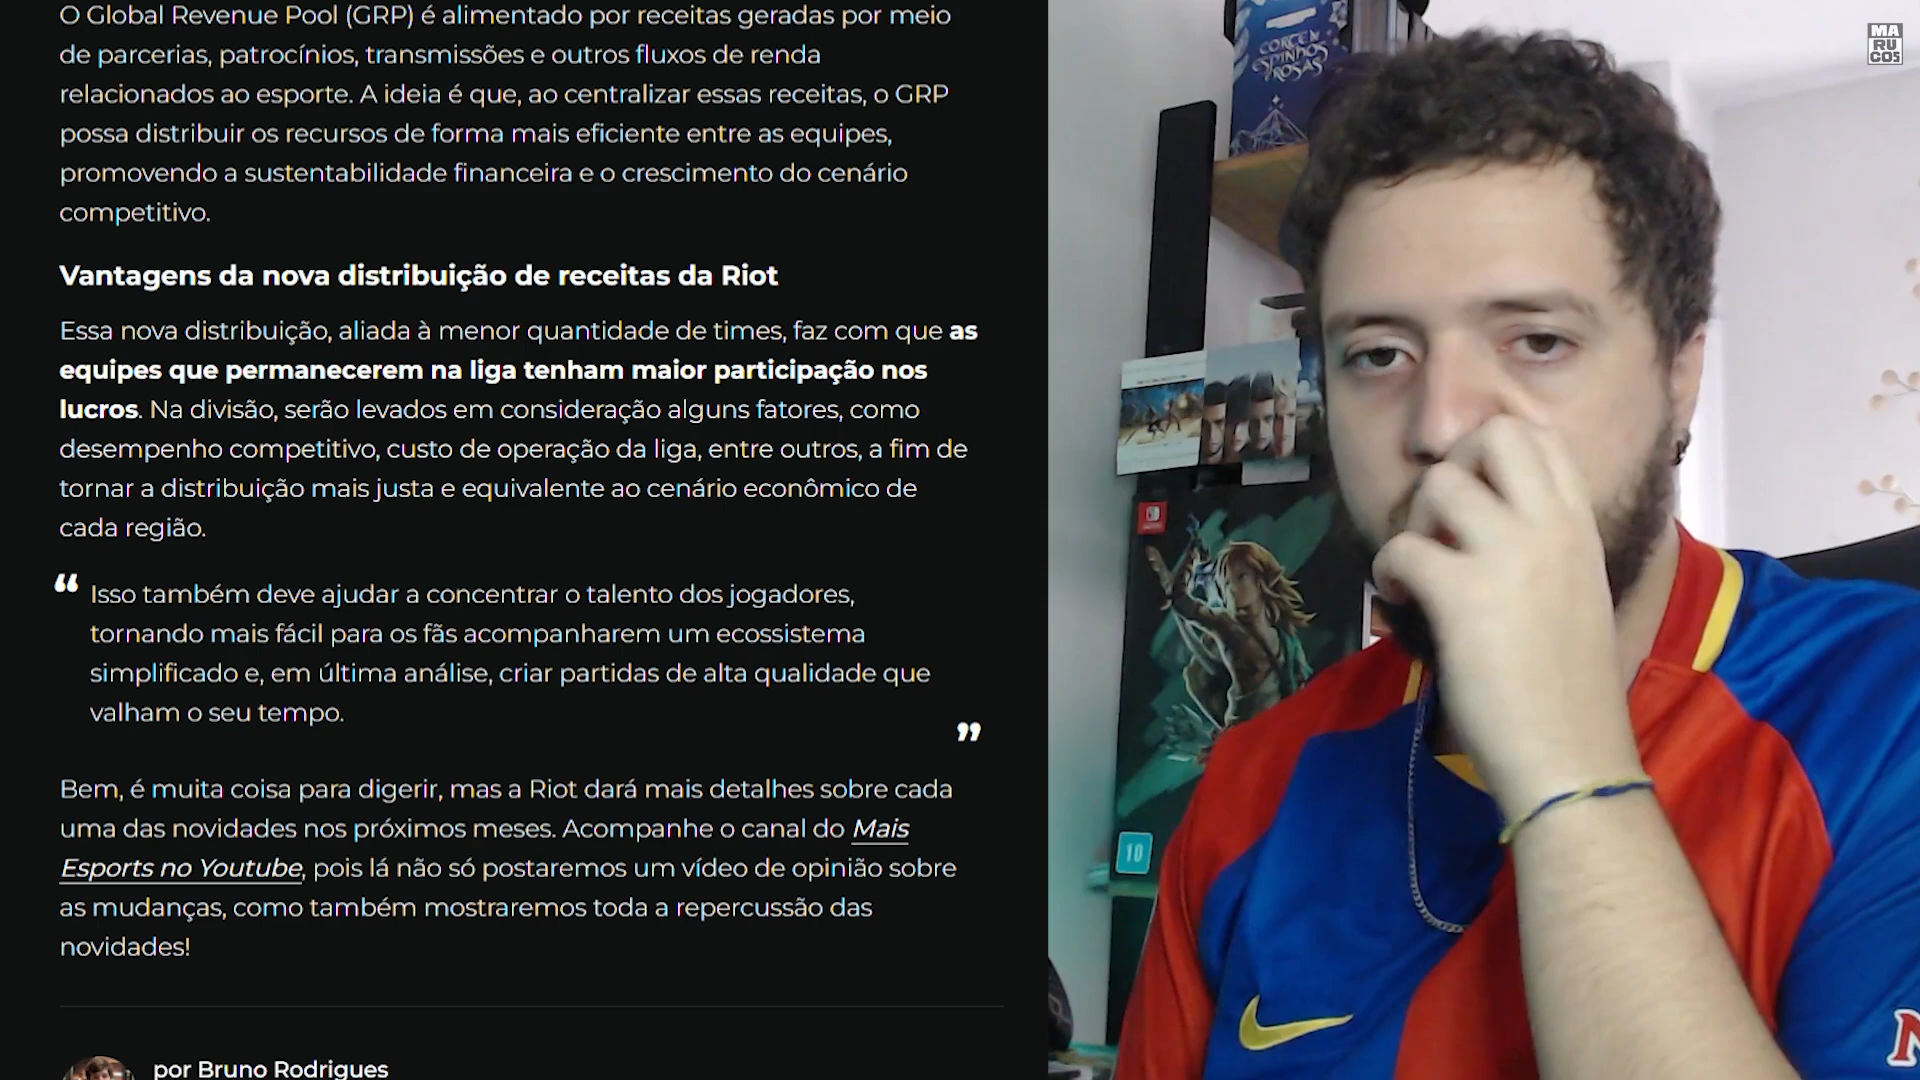 O Global Revenue Pool (GRP) é alimentado por receitas geradas por meio
de parcerias, patrocínios, transmissões e outros fluxos de renda
relacionados ao esporte. A ideia é que, ao centralizar essas receitas, o GRP
possa distribuir os recursos de forma mais eficiente entre as equipes,
promovendo a sustentabilidade financeira e o crescimento do cenário
competitivo.
Vantagens da nova distribuição de receitas da Riot
Essa nova distribuição, aliada à menor quantidade de times, faz com que as
equipes que permanecerem na liga tenham maior participação nos
lucros. Na divisão, serão levados em consideração alguns fatores, como
desempenho competitivo, custo de operação da liga, entre outros, a fim de
tornar a distribuição mais justa e equivalente ao cenário econômico de
cada região.
“ Isso também deve ajudar a concentrar o talento dos jogadores,
tornando mais fácil para os fãs acompanharem um ecossistema
simplificado e, em última análise, criar partidas de alta qualidade que
valham o seu tempo.
”
Bem, é muita coisa para digerir, mas a Riot dará mais detalhes sobre cada
uma das novidades nos próximos meses. Acompanhe o canal do Mais
Esports no Youtube, pois lá não só postaremos um vídeo de opinião sobre
as mudanças, como também mostraremos toda a repercussão das
novidades!
por Bruno Rodrigues
CORTE DE
ESPINHOS
ROSAS
10
MA
RU
COS